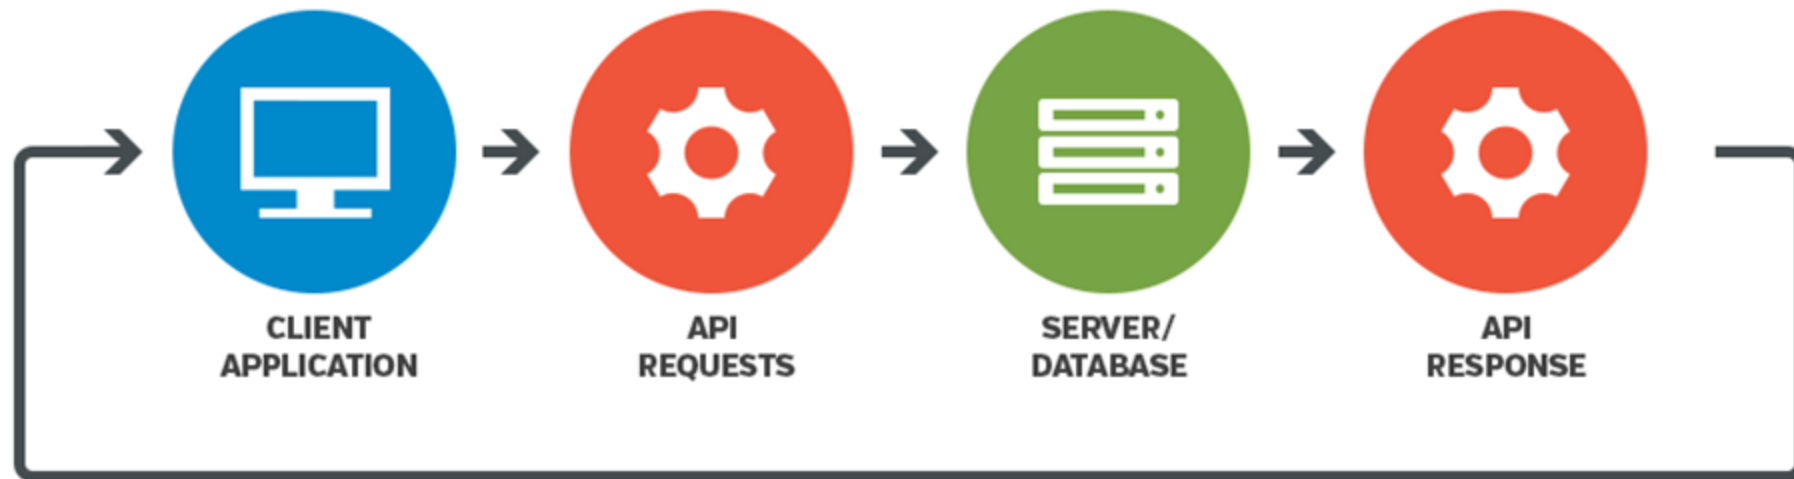 CLIENT
APPLICATION
API
REQUESTS
SERVER/
DATABASE
API
RESPONSE